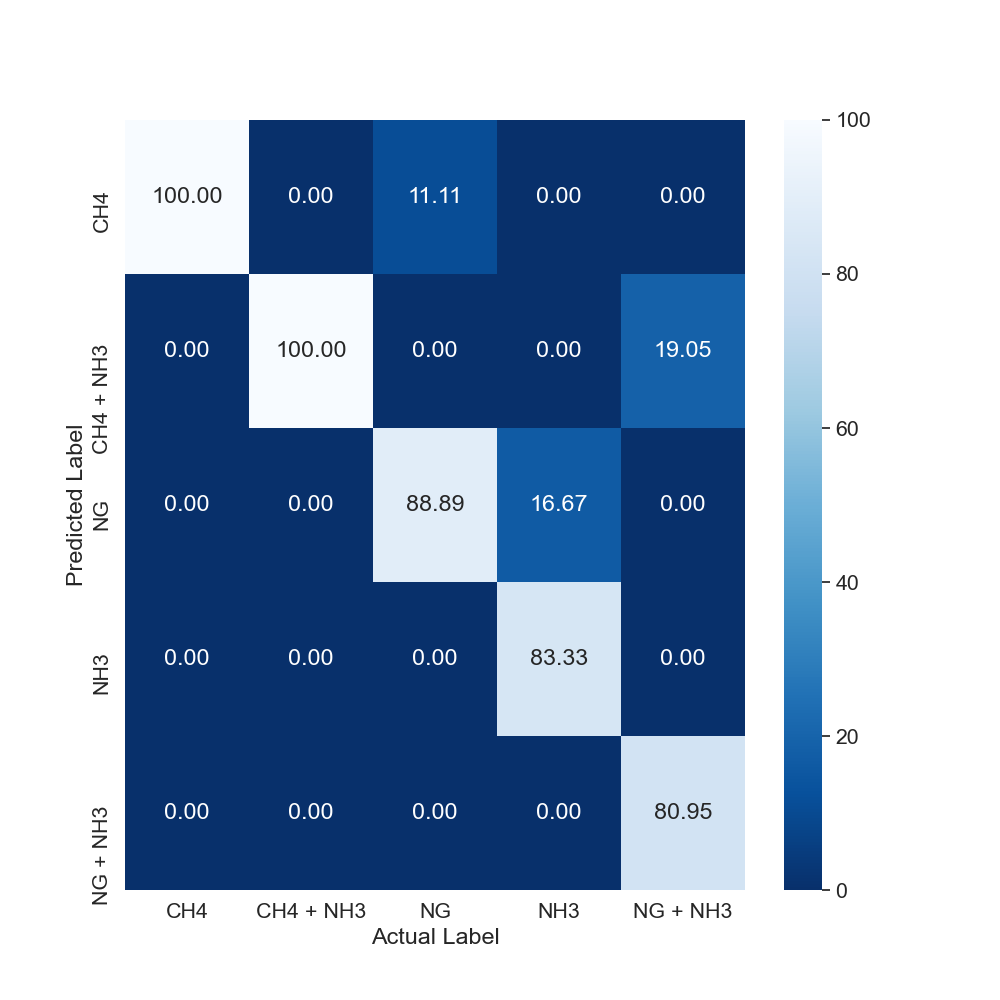 100.00 0.00 11.11 0.00 0.00
0.00 100.00 0.00 0.00 19.05
0.00 0.00 88.89 16.67 0.00
0.00 0.00 0.00 83.33 0.00
0.00 0.00 0.00 0.00 80.95
CH4
CH4 + NH3
NG
NH3
NG + NH3
Predicted Label
CH4 CH4 + NH3 NG NH3 NG + NH3
Actual Label
100
80
60
40
20
0